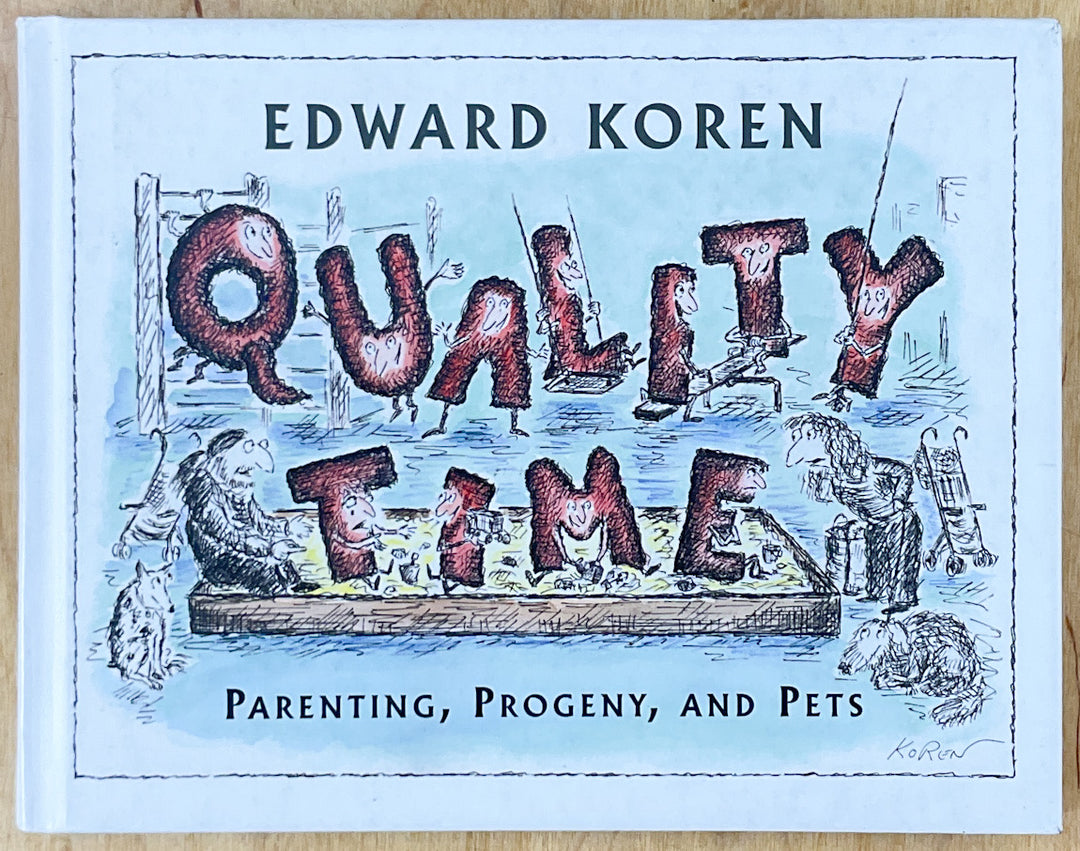 EDWARD KOREN
QUALITY
TIME
PARENTING, PROGENY, AND PETS
KOREN